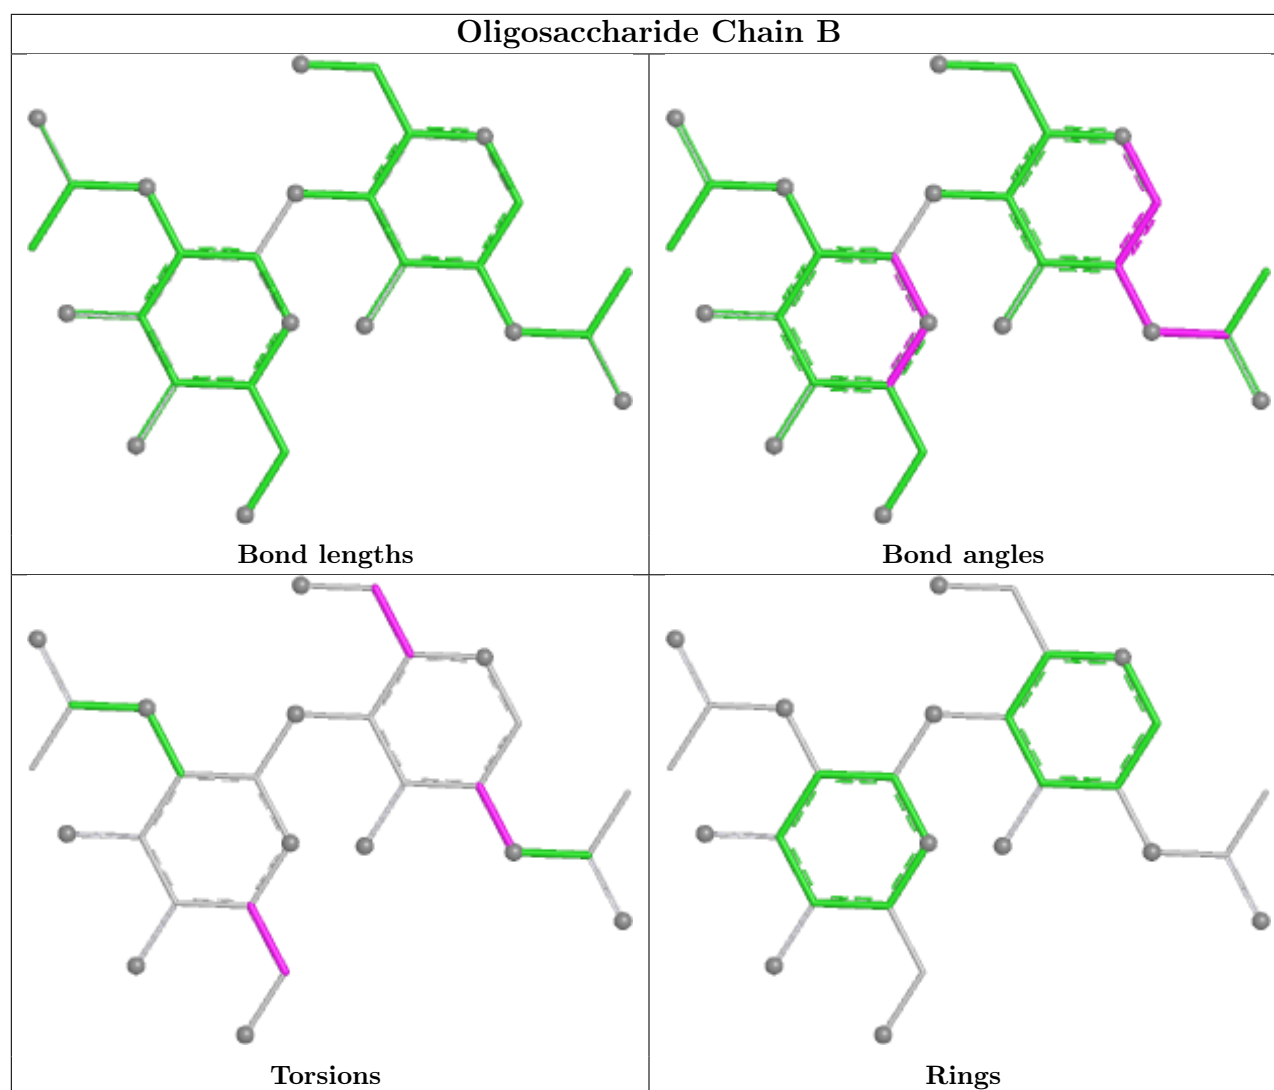 Oligosaccharide Chain B
Bond lengths
Bond angles
Torsions
Rings